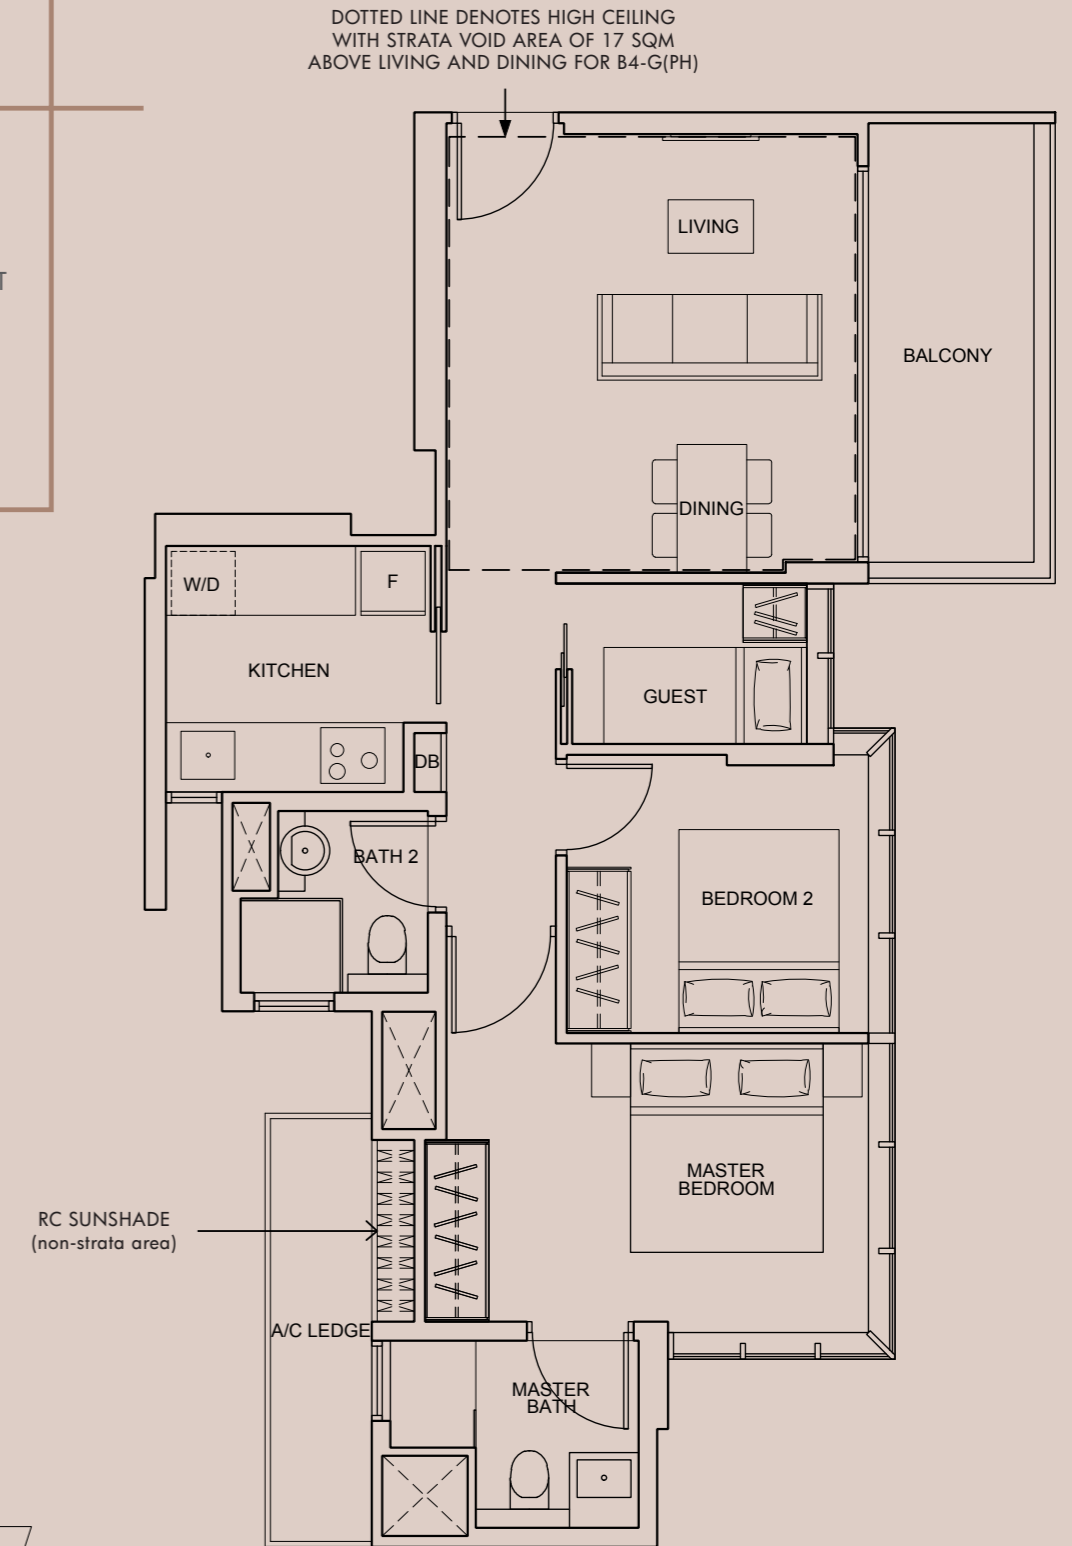 DOTTED LINE DENOTES HIGH CEILING
WITH STRATA VOID AREA OF 17 SQM
ABOVE LIVING AND DINING FOR B4-G(PH)
LIVING
T
BALCONY
DINING
W/D
F
KITCHEN
GUEST
DB
BATH 2
BEDROOM 2
MASTER
BEDROOM
RC SUNSHADE
(non-strata area)
A/C LEDGE
MASTER
BATH